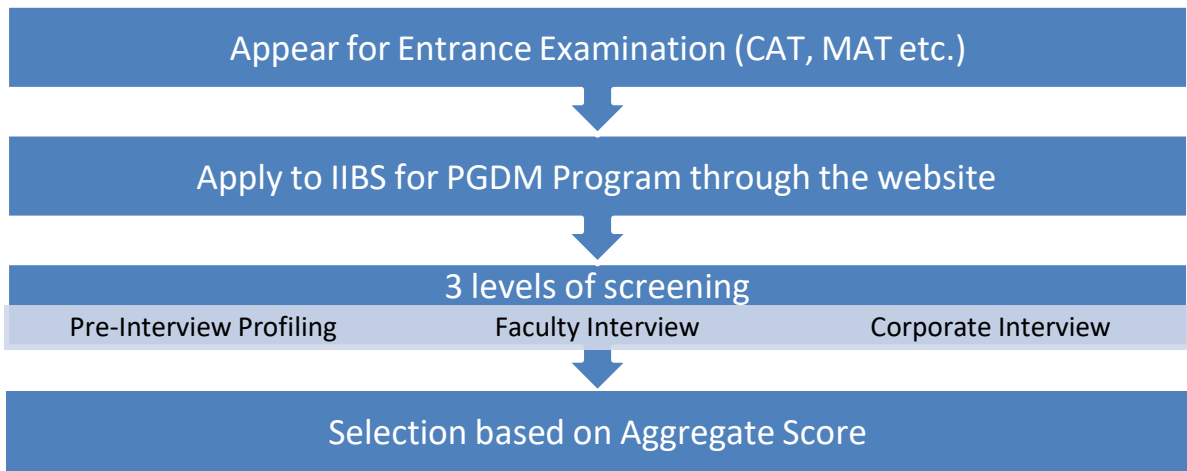 Appear for Entrance Examination (CAT, MAT etc.)
Apply to IIBS for PGDM Program through the website
3 levels of screening
Pre-Interview Profiling Faculty Interview Corporate Interview
Selection based on Aggregate Score